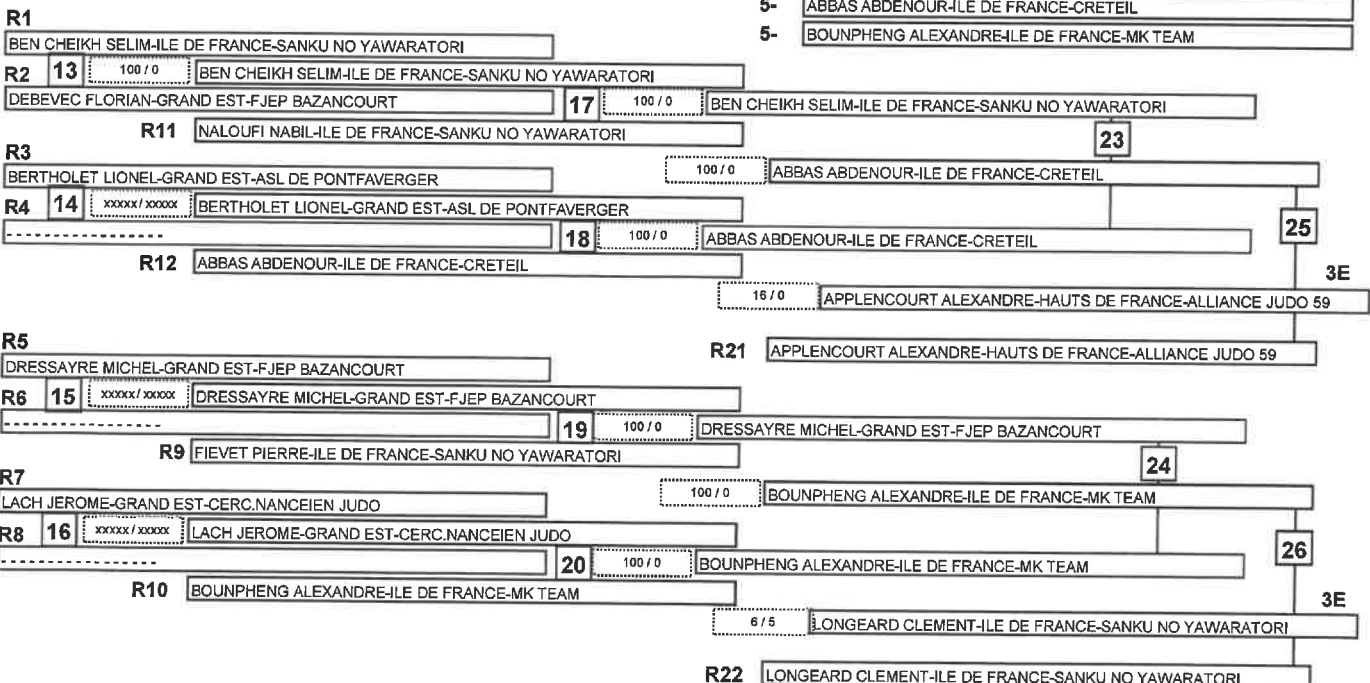 5- ABBAS ABDENOUR-ILE DE FRANCE-CRETEIL
R1
5- BOUNPHENG ALEXANDRE-ILE DE FRANCE-MK TEAM
BEN CHEIKH SELIM-ILE DE FRANCE-SANKU NO YAWARATORI
R2 13 100 / 0 BEN CHEIKH SELIM-ILE DE FRANCE-SANKU NO YAWARATORI
DEBEVEC FLORIAN-GRAND EST-FJEP BAZANCOURT 17 100 / 0 BEN CHEIKH SELIM-ILE DE FRANCE-SANKU NO YAWARATORI
R11 NALOUFI NABIL-ILE DE FRANCE-SANKU NO YAWARATORI
23
R3
100 / 0 ABBAS ABDENOUR-ILE DE FRANCE-CRETEIL
BERTHOLET LIONEL-GRAND EST-ASL DE PONTFAVERGER
R4 14 xxxxx / xxxxx BERTHOLET LIONEL-GRAND EST-ASL DE PONTFAVERGER
25
----------------- 18 100 / 0 ABBAS ABDENOUR-ILE DE FRANCE-CRETEIL
R12 ABBAS ABDENOUR-ILE DE FRANCE-CRETEIL
3E
16 / 0 APPLENCOURT ALEXANDRE-HAUTS DE FRANCE-ALLIANCE JUDO 59
R5
R21 APPLENCOURT ALEXANDRE-HAUTS DE FRANCE-ALLIANCE JUDO 59
DRESSAYRE MICHEL-GRAND EST-FJEP BAZANCOURT
R6 15 xxxxx / xxxxx DRESSAYRE MICHEL-GRAND EST-FJEP BAZANCOURT
----------------- 19 100 / 0 DRESSAYRE MICHEL-GRAND EST-FJEP BAZANCOURT
R9 FIEVET PIERRE-ILE DE FRANCE-SANKU NO YAWARATORI
24
R7
100 / 0 BOUNPHENG ALEXANDRE-ILE DE FRANCE-MK TEAM
LACH JEROME-GRAND EST-CERC.NANCEIEN JUDO
R8 16 xxxxx / xxxxx LACH JEROME-GRAND EST-CERC.NANCEIEN JUDO
26
----------------- 20 100 / 0 BOUNPHENG ALEXANDRE-ILE DE FRANCE-MK TEAM
R10 BOUNPHENG ALEXANDRE-ILE DE FRANCE-MK TEAM
3E
6 / 5 LONGEARD CLEMENT-ILE DE FRANCE-SANKU NO YAWARATORI
R22 LONGEARD CLEMENT-ILE DE FRANCE-SANKU NO YAWARATORI